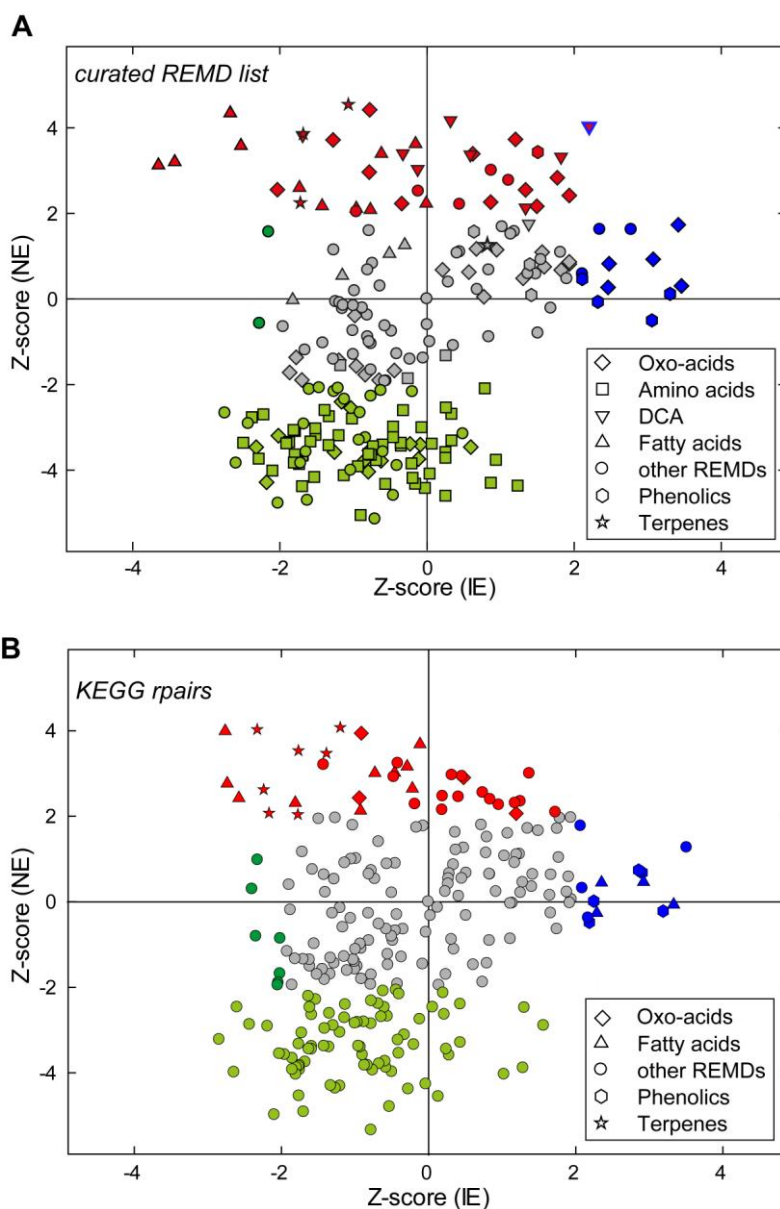 A
curated REMD list
4
2
0
-2
-4
Z-score (NE)
Oxo-acids
Amino acids
DCA
Fatty acids
other REMDs
Phenolics
Terpenes
-4 -2 0 2 4
Z-score (IE)
B
KEGG rpairs
4
2
0
-2
-4
Z-score (NE)
Oxo-acids
Fatty acids
other REMDs
Phenolics
Terpenes
-4 -2 0 2 4
Z-score (IE)